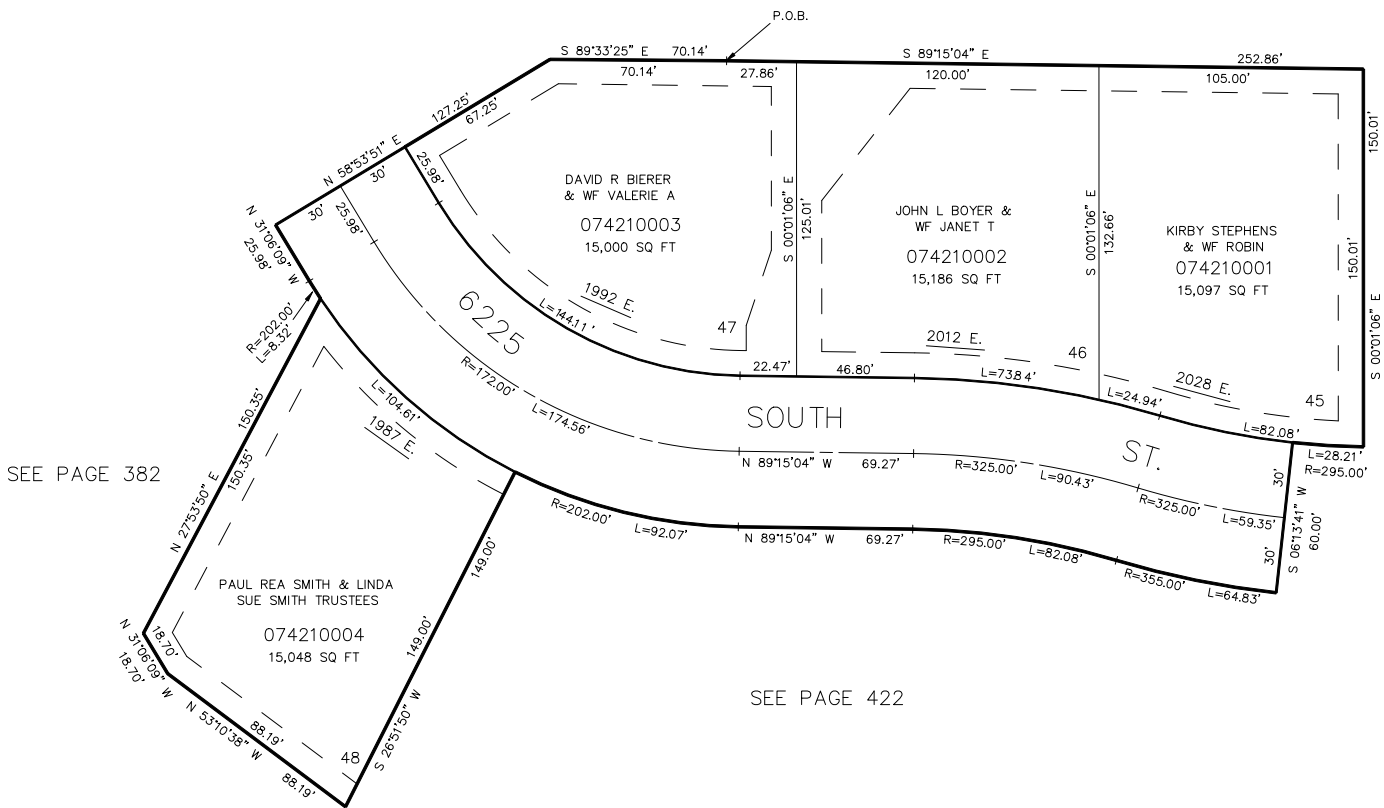 P.O.B.
S 89°33'25" E 70.14'
S 89°15'04" E 252.86'
70.14' 27.86' 120.00' 105.00'
127.25'
67.25'
N 58°53'51" E
30'
30'
25.98'
25.98'
N 31°06'09" W
25.98'
R=202.00'
L=8.32'
DAVID R BIERER
& WF VALERIE A
074210003
15,000 SQ FT
1992 E.
47
S 00°01'06" E
125.01'
JOHN L BOYER &
WF JANET T
074210002
15,186 SQ FT
2012 E.
46
S 00°01'06" E
132.66'
KIRBY STEPHENS
& WF ROBIN
074210001
15,097 SQ FT
2028 E.
45
150.01'
150.01'
S 00°01'06" E
L=144.11'
22.47' 46.80' L=73.84' L=24.94' L=82.08' L=28.21'
R=295.00'
6225 SOUTH ST.
R=172.00' L=174.56' N 89°15'04" W 69.27' R=325.00' L=90.43' R=325.00' L=59.35'
30'
30'
S 06°13'41" W
60.00'
L=104.61'
R=202.00' L=92.07' N 89°15'04" W 69.27' R=295.00' L=82.08' R=355.00' L=64.83'
1987 E.
150.35'
150.35'
N 27°53'50" E
SEE PAGE 382
PAUL REA SMITH & LINDA
SUE SMITH TRUSTEES
074210004
15,048 SQ FT
149.00'
149.00'
S 26°51'50" W
18.70'
N 31°06'09" W
18.70'
N 53°10'38" W
88.19'
88.19'
48
SEE PAGE 422